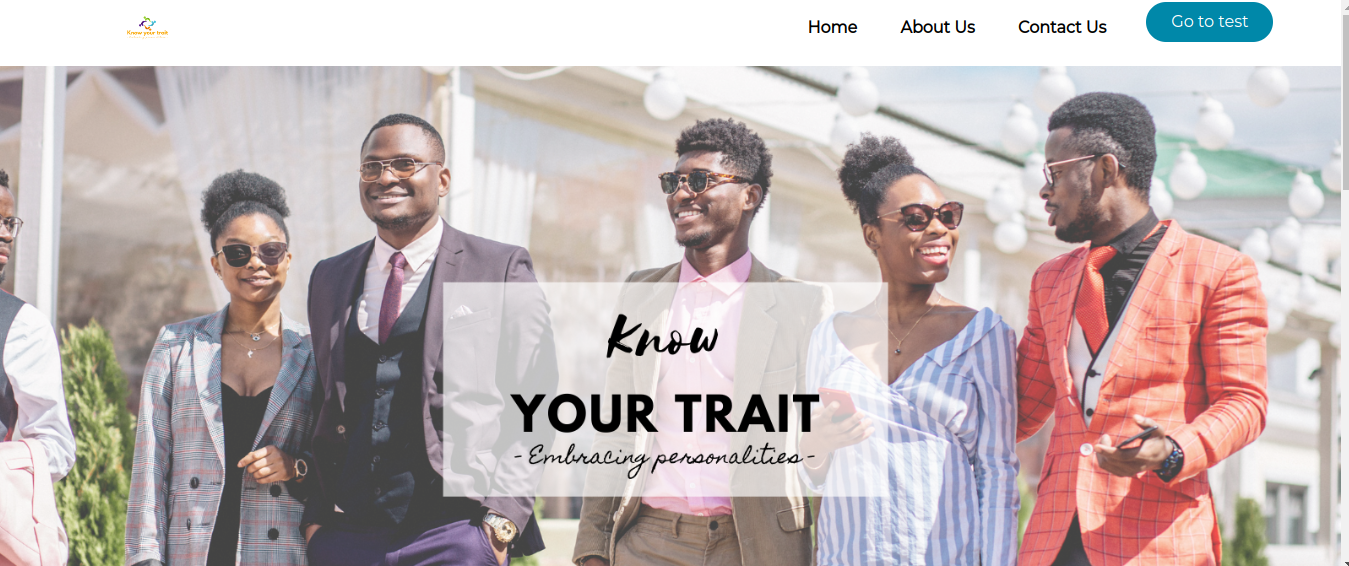 Know your trait
Home
About Us
Contact Us
Go to test
Know
YOUR TRAIT
- Embracing personalities -